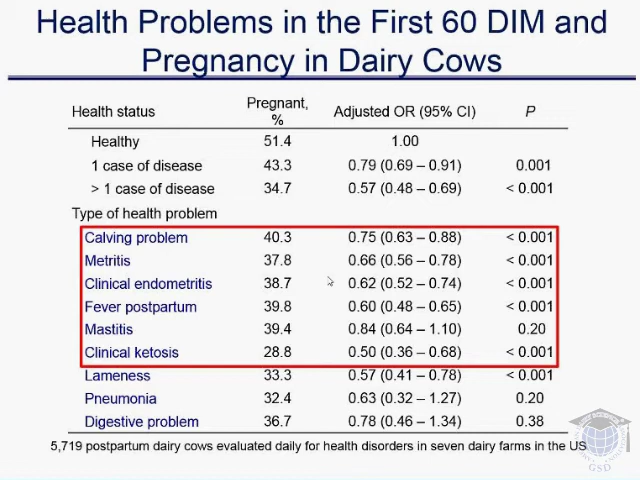 Health Problems in the First 60 DIM and
Pregnancy in Dairy Cows
Health status Pregnant, % Adjusted OR (95% CI) P
Healthy 51.4 1.00
1 case of disease 43.3 0.79 (0.69 – 0.91) 0.001
> 1 case of disease 34.7 0.57 (0.48 – 0.69) < 0.001
Type of health problem
Calving problem 40.3 0.75 (0.63 – 0.88) < 0.001
Metritis 37.8 0.66 (0.56 – 0.78) < 0.001
Clinical endometritis 38.7 0.62 (0.52 – 0.74) < 0.001
Fever postpartum 39.8 0.60 (0.48 – 0.65) < 0.001
Mastitis 39.4 0.84 (0.64 – 1.10) 0.20
Clinical ketosis 28.8 0.50 (0.36 – 0.68) < 0.001
Lameness 33.3 0.57 (0.41 – 0.78) < 0.001
Pneumonia 32.4 0.63 (0.32 – 1.27) 0.20
Digestive problem 36.7 0.78 (0.46 – 1.34) 0.38
5,719 postpartum dairy cows evaluated daily for health disorders in seven dairy farms in the US
GSD